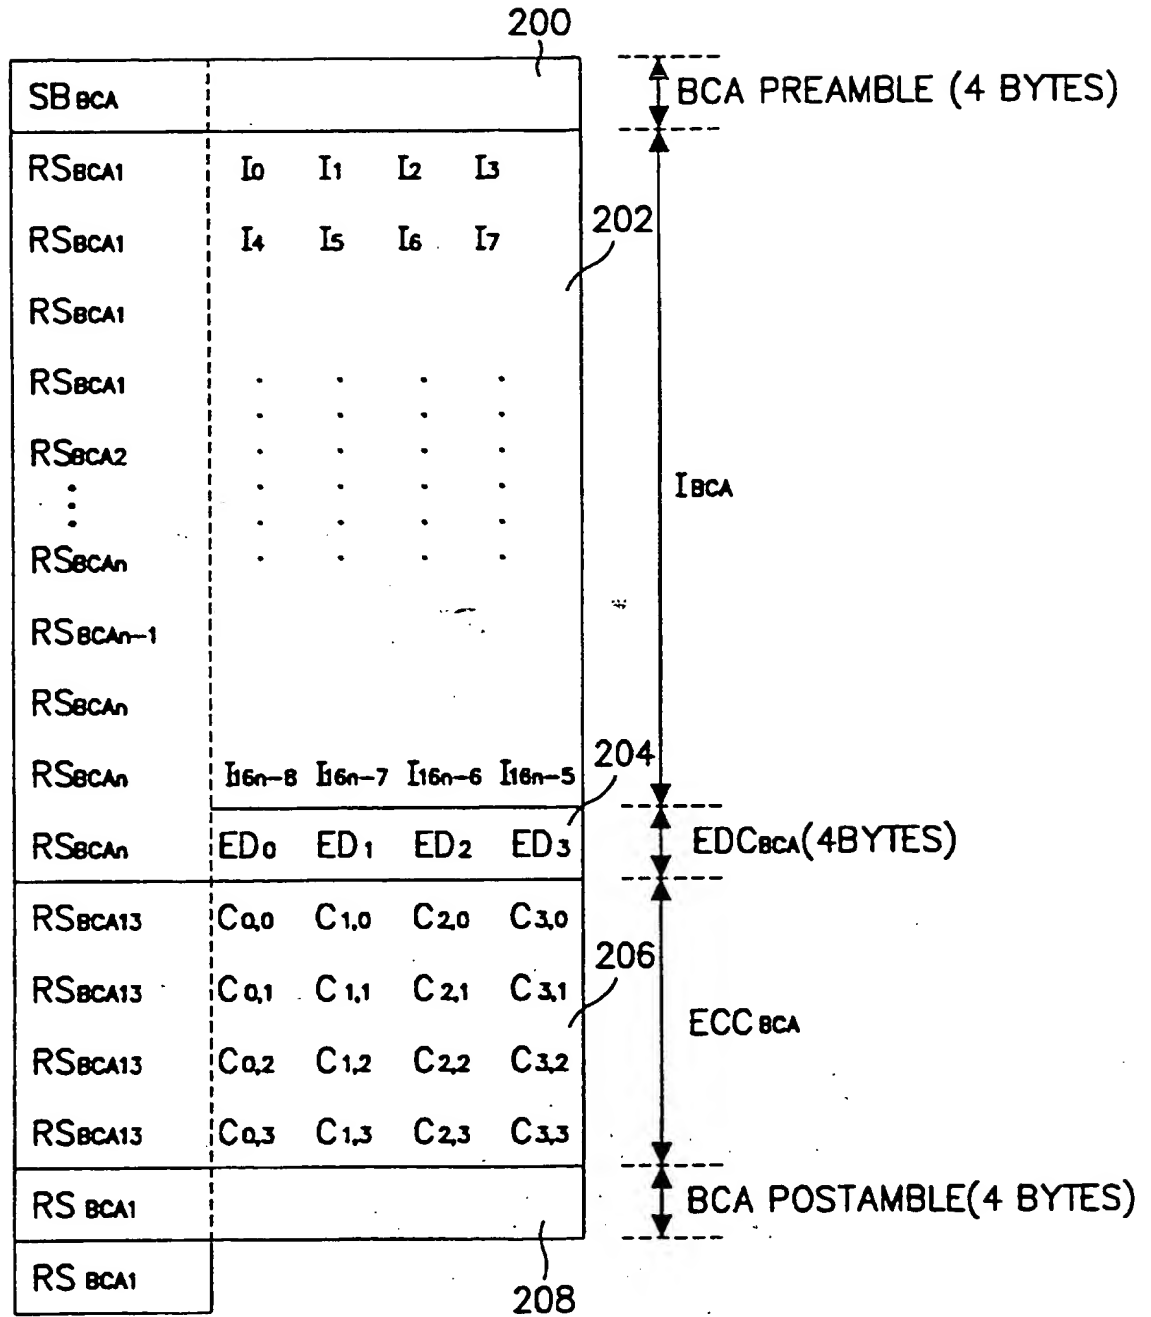 200
SBBCA BCA PREAMBLE (4 BYTES)
RSBCA1 I0 I1 I2 I3
202
RSBCA1 I4 I5 I6 I7
RSBCA1
RSBCA1
RSBCA2
IBCA
RSBCAn
RSBCAn-1
RSBCAn
204
RSBCAn I16n-8 I16n-7 I16n-6 I16n-5
RSBCAn ED0 ED1 ED2 ED3 EDCBCA(4BYTES)
RSBCA13 C0,0 C1,0 C2,0 C3,0
206
RSBCA13 C0,1 C1,1 C2,1 C3,1
ECCBCA
RSBCA13 C0,2 C1,2 C2,2 C3,2
RSBCA13 C0,3 C1,3 C2,3 C3,3
RS BCA1 BCA POSTAMBLE(4 BYTES)
RS BCA1
208